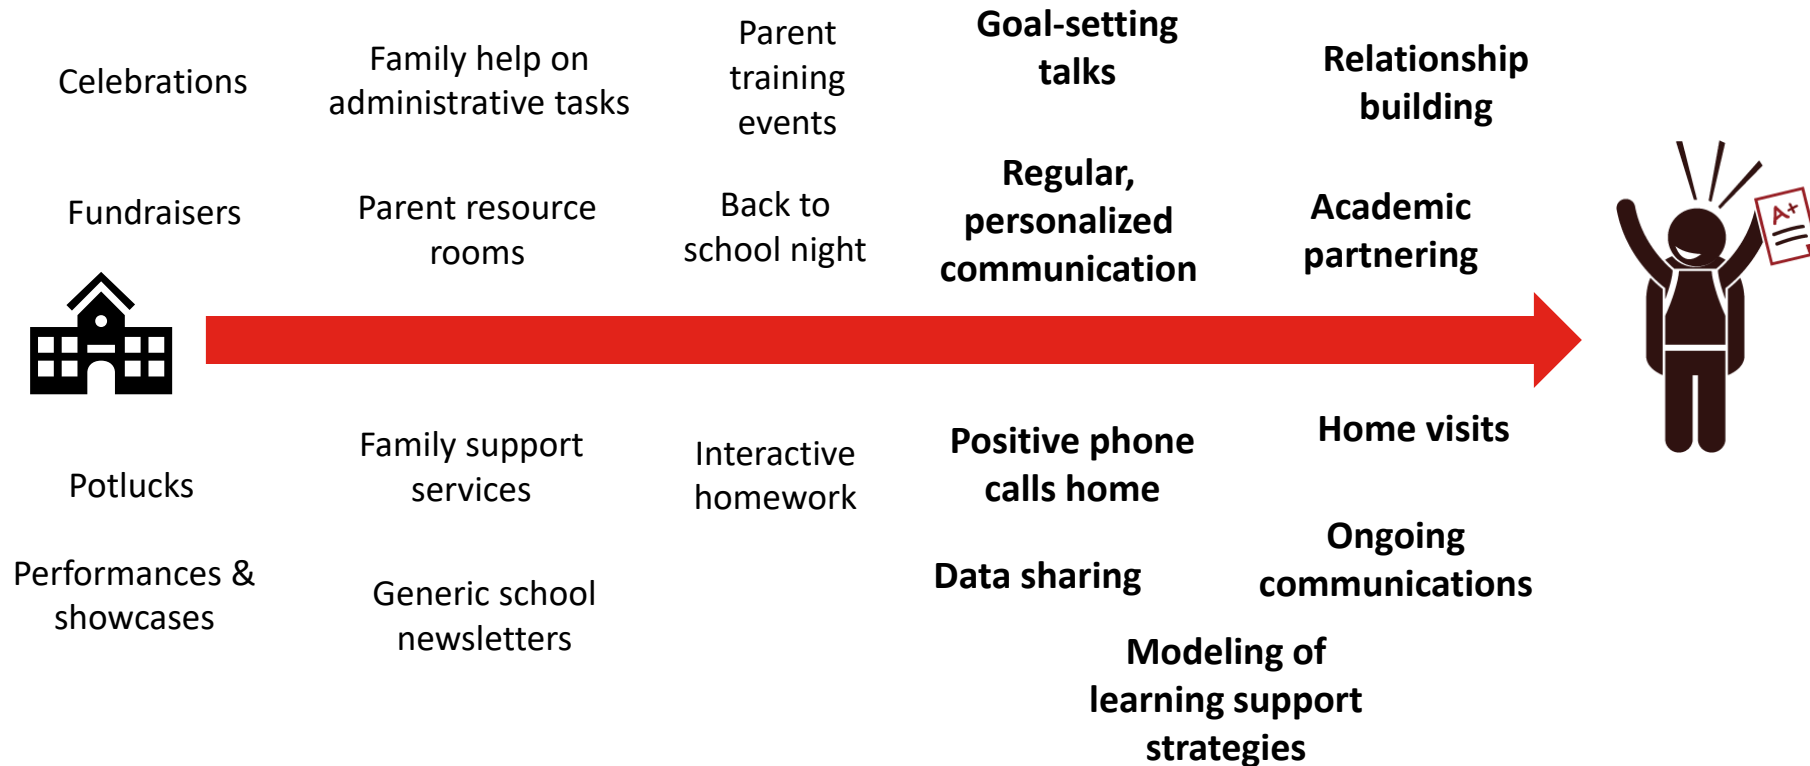 Celebrations
Family help on
administrative tasks
Parent
training
events
Goal-setting
talks
Relationship
building
Fundraisers
Parent resource
rooms
Back to
school night
Regular,
personalized
communication
Academic
partnering
A+
Potlucks
Family support
services
Interactive
homework
Positive phone
calls home
Home visits
Performances &
showcases
Generic school
newsletters
Data sharing
Ongoing
communications
Modeling of
learning support
strategies